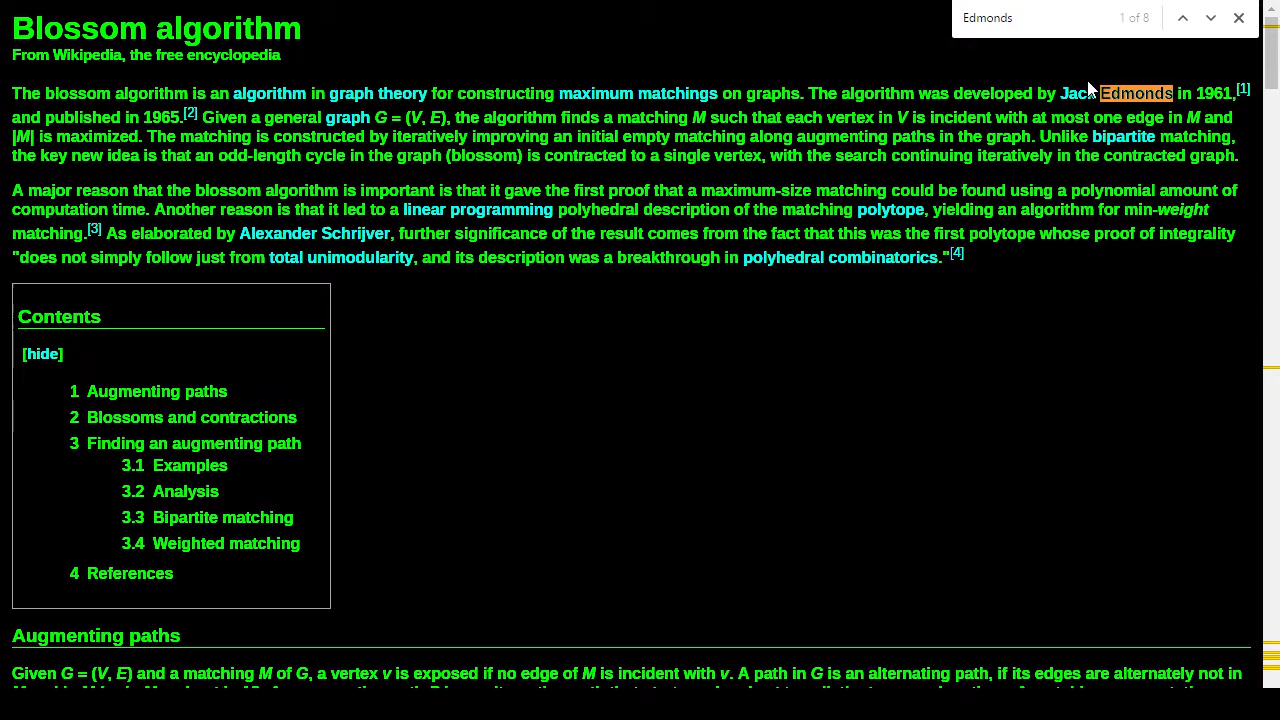 Blossom algorithm
From Wikipedia, the free encyclopedia
Edmonds 1 of 8
The blossom algorithm is an algorithm in graph theory for constructing maximum matchings on graphs. The algorithm was developed by Jack Edmonds in 1961,[1]
and published in 1965.[2] Given a general graph G = (V, E), the algorithm finds a matching M such that each vertex in V is incident with at most one edge in M and
|M| is maximized. The matching is constructed by iteratively improving an initial empty matching along augmenting paths in the graph. Unlike bipartite matching,
the key new idea is that an odd-length cycle in the graph (blossom) is contracted to a single vertex, with the search continuing iteratively in the contracted graph.
A major reason that the blossom algorithm is important is that it gave the first proof that a maximum-size matching could be found using a polynomial amount of
computation time. Another reason is that it led to a linear programming polyhedral description of the matching polytope, yielding an algorithm for min-weight
matching.[3] As elaborated by Alexander Schrijver, further significance of the result comes from the fact that this was the first polytope whose proof of integrality
"does not simply follow just from total unimodularity, and its description was a breakthrough in polyhedral combinatorics."[4]
Contents
[hide]
1 Augmenting paths
2 Blossoms and contractions
3 Finding an augmenting path
3.1 Examples
3.2 Analysis
3.3 Bipartite matching
3.4 Weighted matching
4 References
Augmenting paths
Given G = (V, E) and a matching M of G, a vertex v is exposed if no edge of M is incident with v. A path in G is an alternating path, if its edges are alternately not in